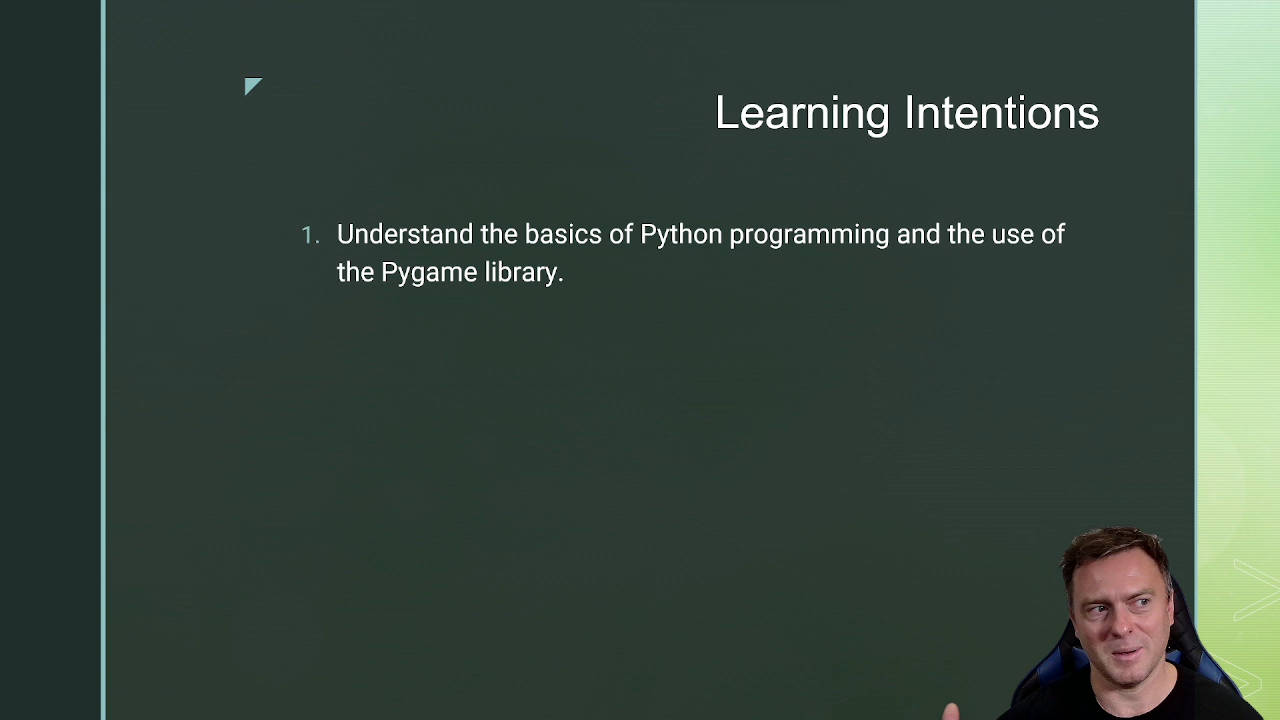 Learning Intentions
1. Understand the basics of Python programming and the use of
the Pygame library.